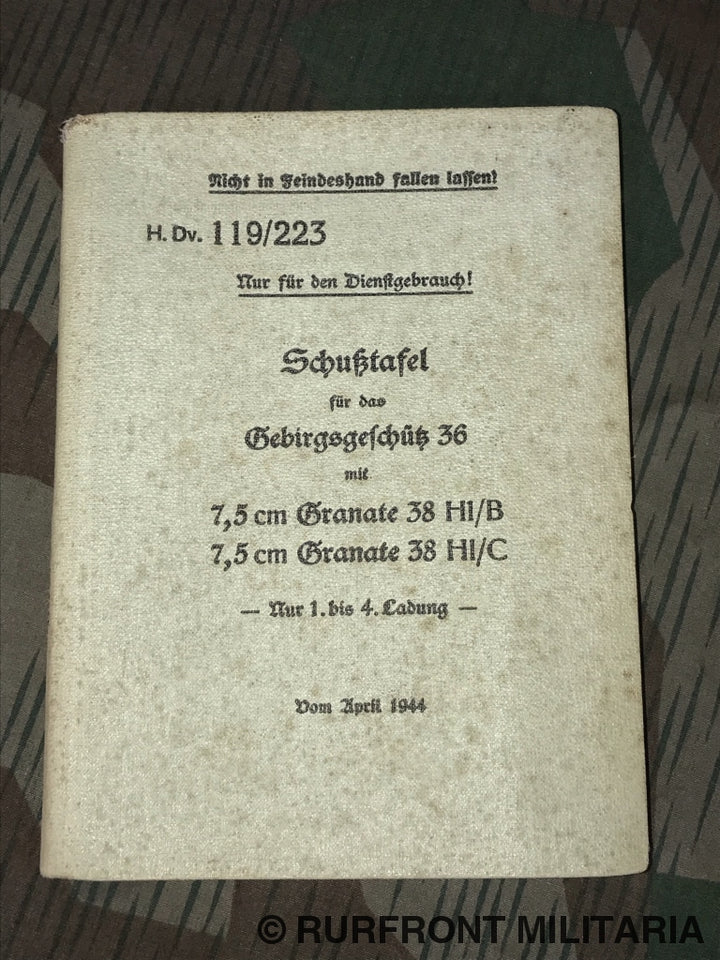 Nicht in Feindeshand fallen lassen!
H. Dv. 119/223
Nur für den Dienstgebrauch!
Schußtafel
für das
Gebirgsgeschütz 36
mit
7,5 cm Granate 38 Hl/B
7,5 cm Granate 38 Hl/C
— Nur 1. bis 4. Ladung —
Vom April 1944
© RURFRONT MILITARIA